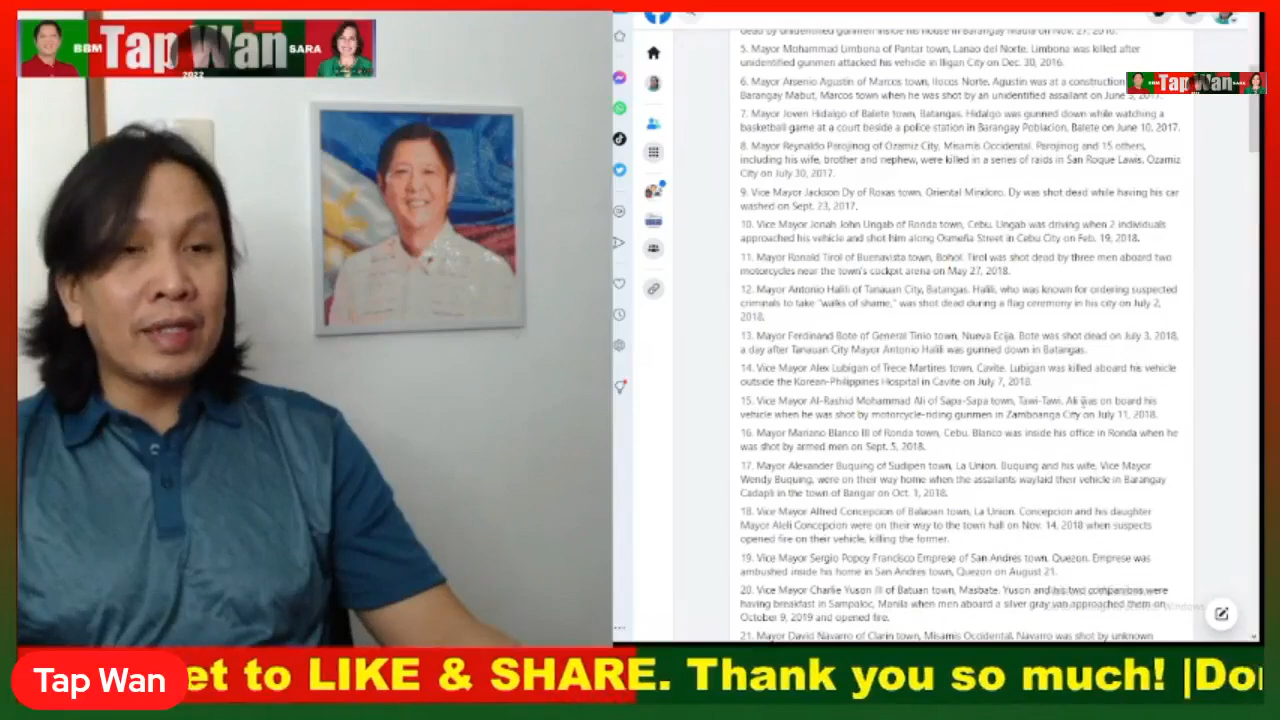 BBM Tap Wan SARA
2022
dead by unidentified gunmen inside his house in Barangay
5. Mayor Mohammad Limbona of Pantar town, Lanao del Norte. Limbona was killed after
unidentified gunmen attacked his vehicle in Iligan City on Dec. 30, 2016.
6. Mayor Arsenio Agustin of Marcos town, Ilocos Norte. Agustin was at a construction
Barangay Mabut, Marcos town when he was shot by an unidentified assailant on June
BBM Tap Wan SARA
7. Mayor Joven Hidalgo of Balete town, Batangas. Hidalgo was gunned down while watching a
basketball game at a court beside a police station in Barangay Poblacion, Balete on June 10, 2017.
8. Mayor Reynaldo Parojinog of Ozamiz City, Misamis Occidental. Parojinog and 15 others,
including his wife, brother and nephew, were killed in a series of raids in San Roque Lawis, Ozamiz
City on July 30, 2017.
9. Vice Mayor Jackson Dy of Roxas town, Oriental Mindoro. Dy was shot dead while having his car
washed on Sept. 23, 2017.
10. Vice Mayor Jonah John Ungab of Ronda town, Cebu. Ungab was driving when 2 individuals
approached his vehicle and shot him along Osmeña Street in Cebu City on Feb. 19, 2018.
11. Mayor Ronald Tirol of Buenavista town, Bohol. Tirol was shot dead by three men aboard two
motorcycles near the town's cockpit arena on May 27, 2018.
12. Mayor Antonio Halili of Tanauan City, Batangas. Halili, who was known for ordering suspected
criminals to take "walks of shame," was shot dead during a flag ceremony in his city on July 2,
2018.
13. Mayor Ferdinand Bote of General Tinio town, Nueva Ecija. Bote was shot dead on July 3, 2018,
a day after Tanauan City Mayor Antonio Halili was gunned down in Batangas.
14. Vice Mayor Alex Lubigan of Trece Martires town, Cavite. Lubigan was killed aboard his vehicle
outside the Korean-Philippines Hospital in Cavite on July 7, 2018.
15. Vice Mayor Al-Rashid Mohammad Ali of Sapa-Sapa town, Tawi-Tawi. Ali was on board his
vehicle when he was shot by motorcycle-riding gunmen in Zamboanga City on July 11, 2018.
16. Mayor Mariano Blanco III of Ronda town, Cebu. Blanco was inside his office in Ronda when he
was shot by armed men on Sept. 5, 2018.
17. Mayor Alexander Buquing of Sudipen town, La Union. Buquing and his wife, Vice Mayor
Wendy Buquing, were on their way home when the assailants waylaid their vehicle in Barangay
Cadapli in the town of Bangar on Oct. 1, 2018.
18. Vice Mayor Alfred Concepcion of Balaoan town, La Union. Concepcion and his daughter
Mayor Aleli Concepcion were on their way to the town hall on Nov. 14, 2018 when suspects
opened fire on their vehicle, killing the former.
19. Vice Mayor Sergio Popoy Francisco Emprese of San Andres town, Quezon. Emprese was
ambushed inside his home in San Andres town, Quezon on August 21.
20. Vice Mayor Charlie Yuson III of Batuan town, Masbate. Yuson and his two companions were
having breakfast in Sampaloc, Manila when men aboard a silver gray van approached them on
October 9, 2019 and opened fire.
21. Mayor David Navarro of Clarin town, Misamis Occidental. Navarro was shot by unknown
Tap Wan
et to LIKE & SHARE. Thank you so much! |Do